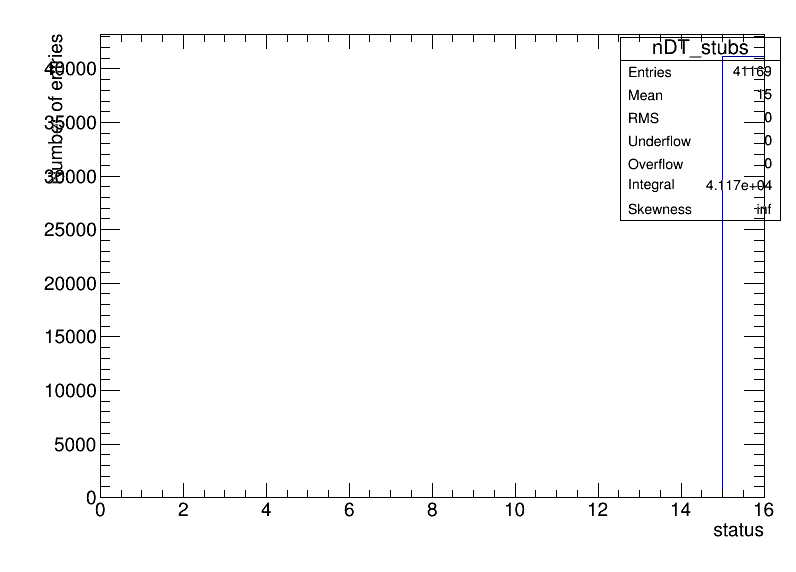 nDT_stubs
Entries 41169
Mean 15
RMS 0
Underflow 0
Overflow 0
Integral 4.117e+04
Skewness inf
Number of entries
40000
35000
30000
25000
20000
15000
10000
5000
0
0 2 4 6 8 10 12 14 16
status